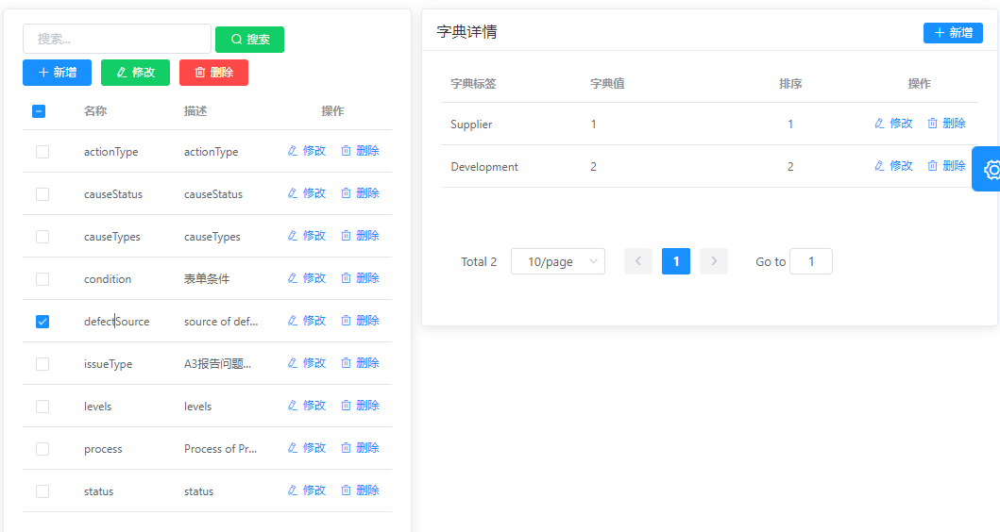 搜索...
搜索
新增
修改
删除
名称 描述 操作
actionType actionType 修改 删除
causeStatus causeStatus 修改 删除
causeTypes causeTypes 修改 删除
condition 表单条件 修改 删除
defectSource source of def... 修改 删除
issueType A3报告问题... 修改 删除
levels levels 修改 删除
process Process of Pr... 修改 删除
status status 修改 删除
字典详情
新增
字典标签 字典值 排序 操作
Supplier 1 1 修改 删除
Development 2 2 修改 删除
Total 2 10/page 1 Go to 1